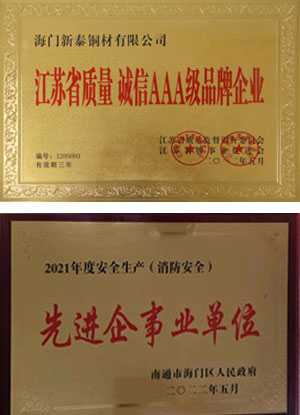 海门新泰铜材有限公司
江苏省质量 诚信AAA级品牌企业
编号：1205093
有效期三年
二〇一二年五月
2021年度安全生产（消防安全）
先进企事业单位
南通市海门区人民政府
二〇二二年五月